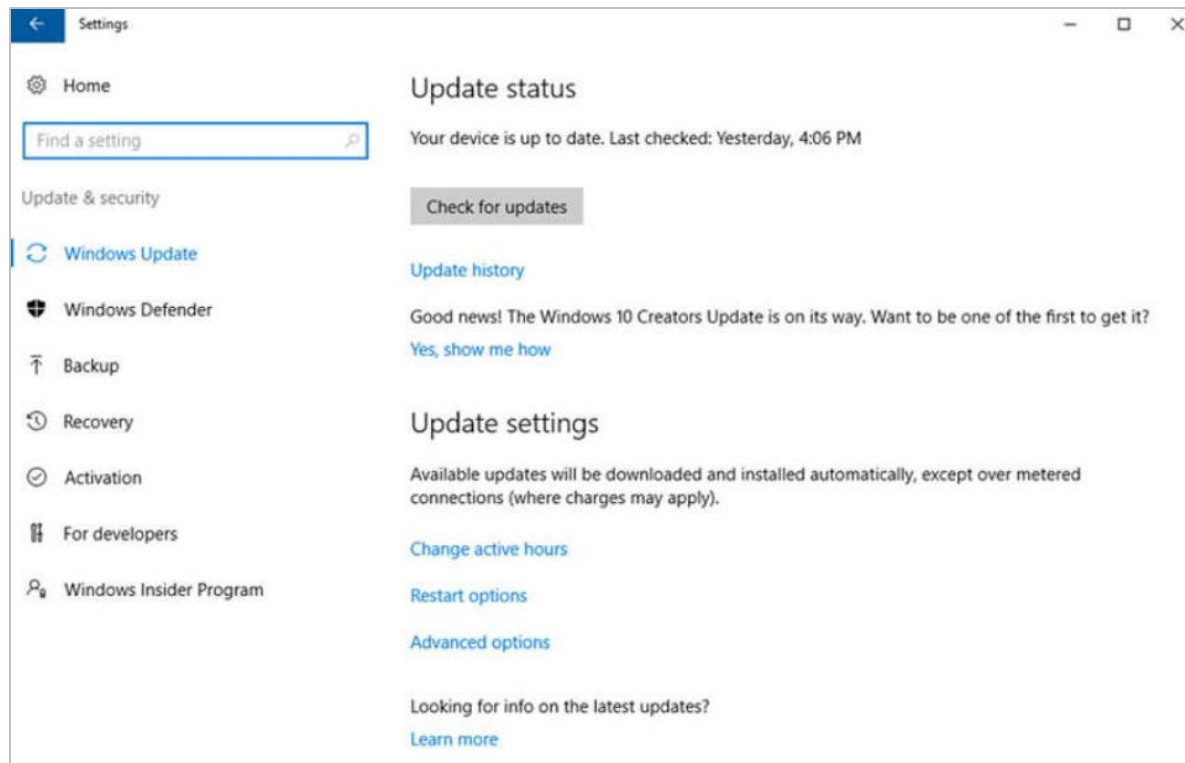 Settings
Home
Find a setting
Update & security
Windows Update
Windows Defender
Backup
Recovery
Activation
For developers
Windows Insider Program
Update status
Your device is up to date. Last checked: Yesterday, 4:06 PM
Check for updates
Update history
Good news! The Windows 10 Creators Update is on its way. Want to be one of the first to get it?
Yes, show me how
Update settings
Available updates will be downloaded and installed automatically, except over metered
connections (where charges may apply).
Change active hours
Restart options
Advanced options
Looking for info on the latest updates?
Learn more